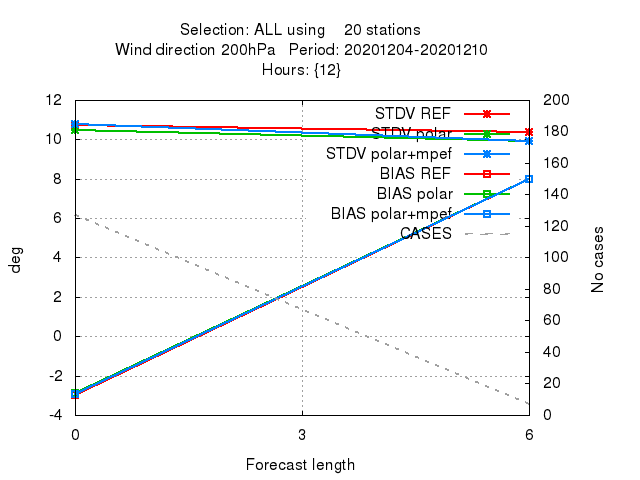 Selection: ALL using 20 stations
Wind direction 200hPa Period: 20201204-20201210
Hours: {12}
12
10
8
6
4
2
0
-2
-4
deg
200
180
160
140
120
100
80
60
40
20
0
No cases
STDV REF
STDV polar
STDV polar+mpef
BIAS REF
BIAS polar
BIAS polar+mpef
CASES
0 3 6
Forecast length